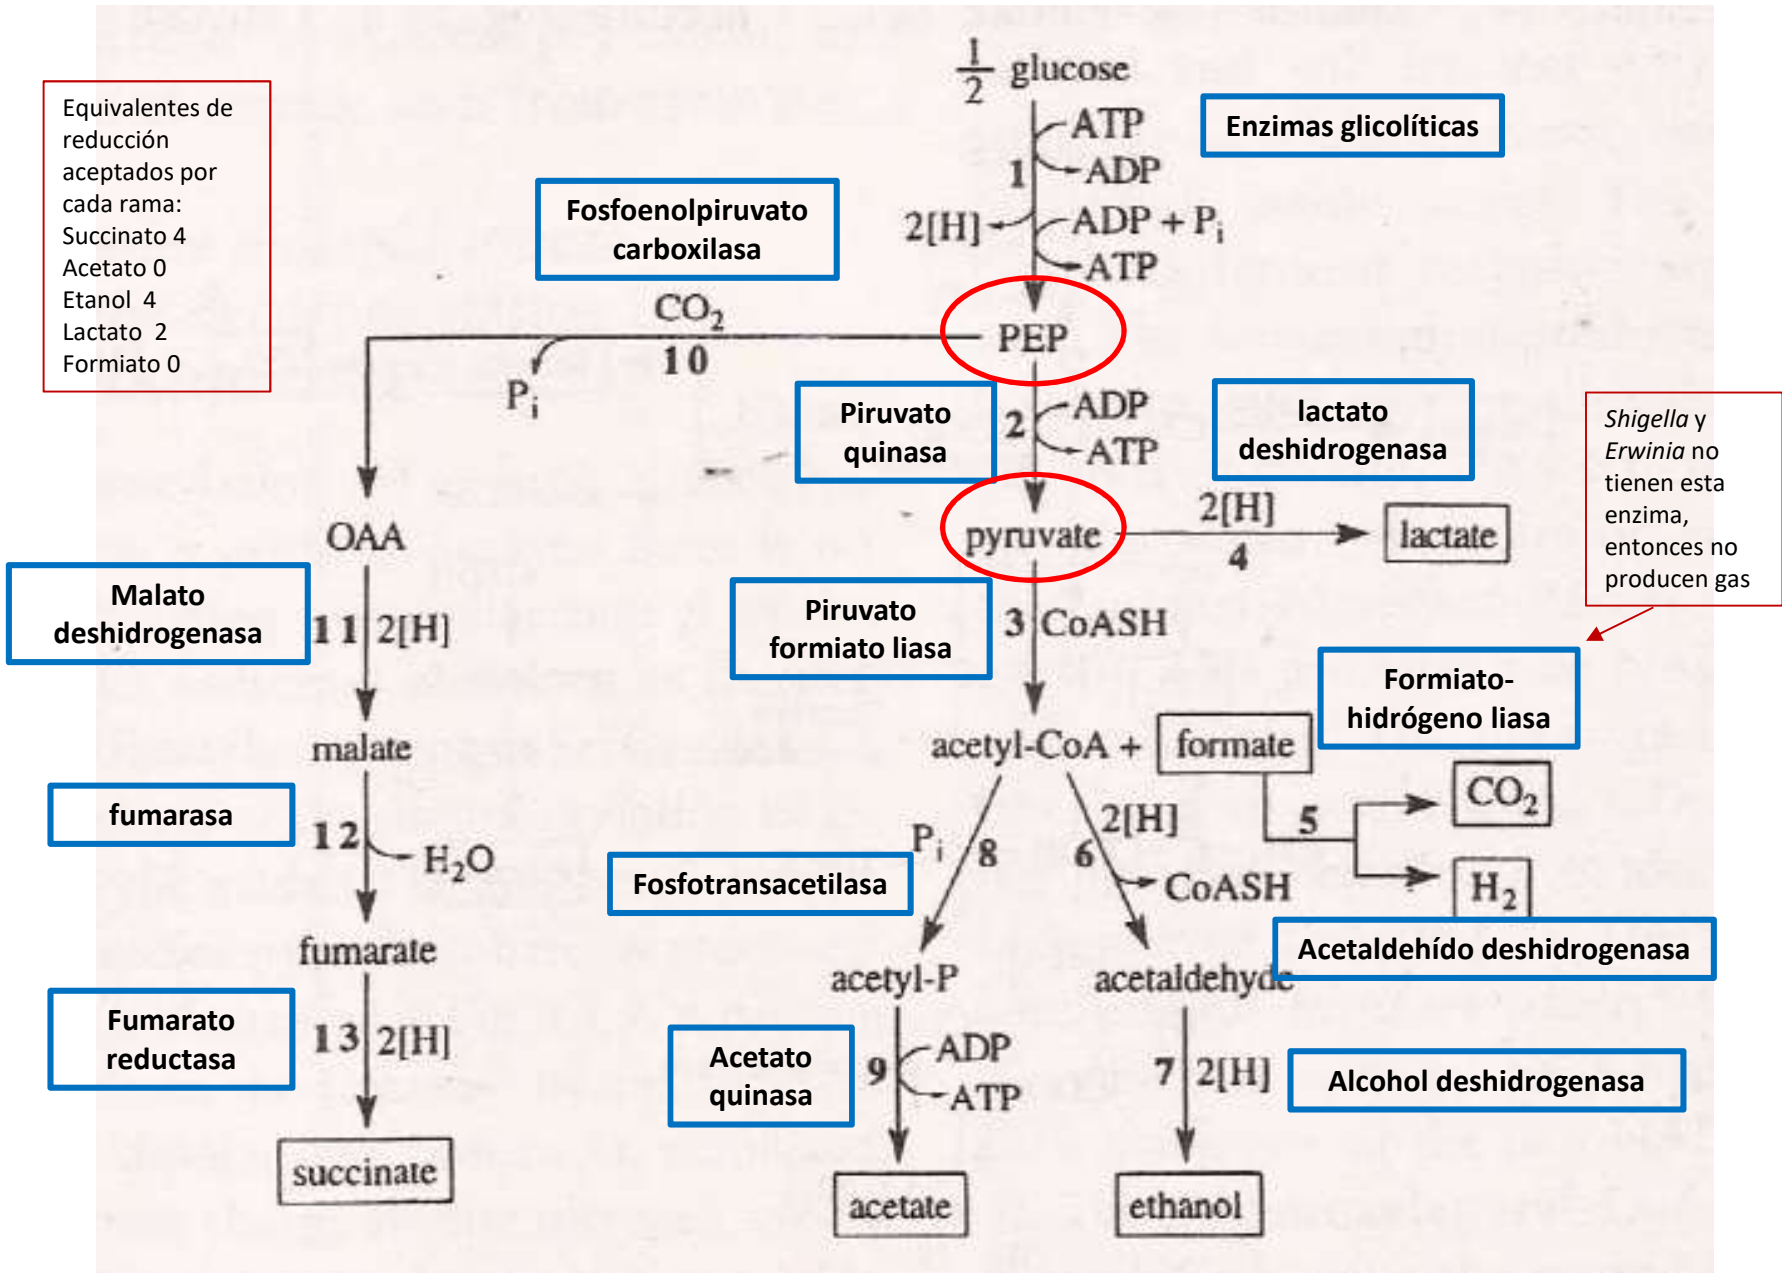 1/2 glucose
Equivalentes de
reducción
aceptados por
cada rama:
Succinato 4
Acetato 0
Etanol 4
Lactato 2
Formiato 0
Enzimas glicolíticas
ATP
1
ADP
2[H]
ADP + Pi
ATP
Fosfoenolpiruvato
carboxilasa
CO2
10
Pi
PEP
Piruvato
quinasa
2
ADP
ATP
lactato
deshidrogenasa
Shigella y
Erwinia no
tienen esta
enzima,
entonces no
producen gas
OAA
pyruvate
2[H]
4
lactate
Malato
deshidrogenasa
11 2[H]
Piruvato
formiato liasa
3 CoASH
Formiato-
hidrógeno liasa
malate
acetyl-CoA + formate
fumarasa
12
H2O
Pi 8
6 2[H]
CoASH
5
CO2
H2
Fosfotransacetilasa
Acetaldehído deshidrogenasa
fumarate
acetyl-P
acetaldehyde
Fumarato
reductasa
13 2[H]
Acetato
quinasa
9
ADP
ATP
7 2[H]
Alcohol deshidrogenasa
succinate
acetate
ethanol